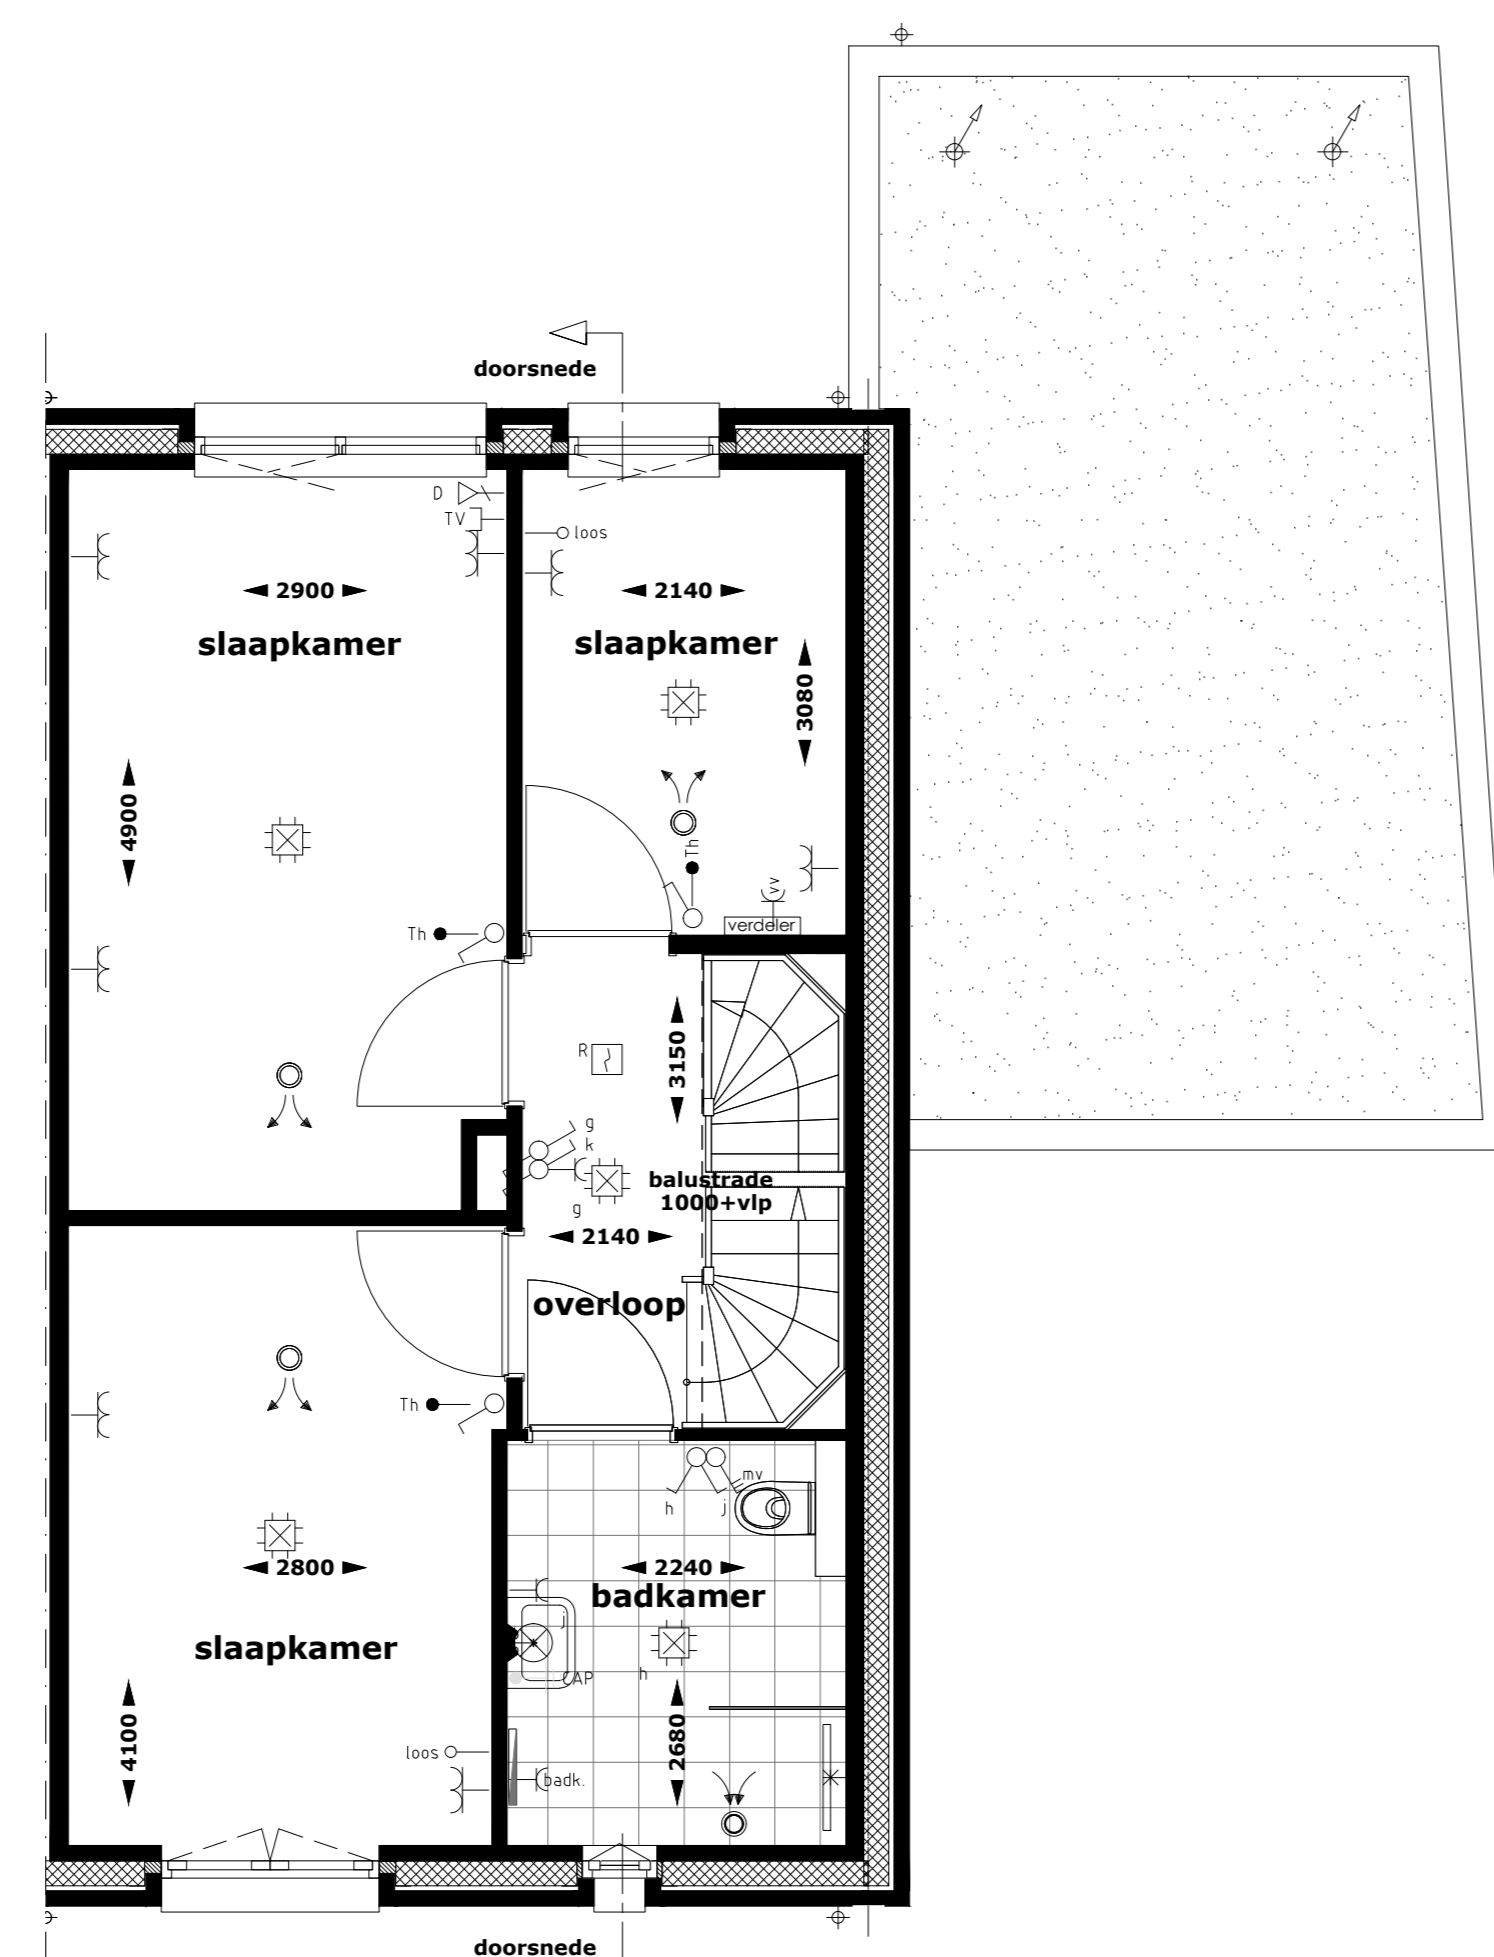 doorsnede
D
TV
loos
2900
2140
slaapkamer
slaapkamer
3080
4900
Th
vv
verdeler
Th
R
3150
g
k
balustrade
1000+vlp
g
2140
overloop
Th
mv
h
j
2800
2240
badkamer
j
slaapkamer
h
CAP
4100
2680
loos
badk.
doorsnede